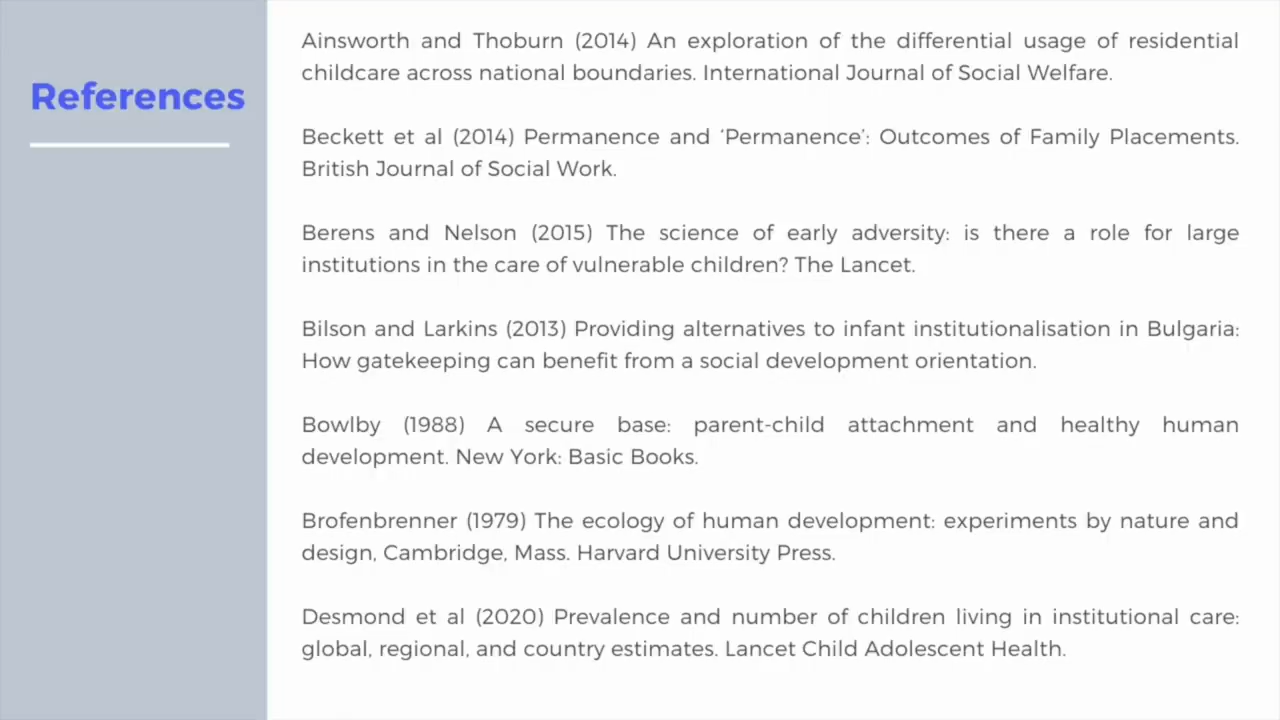 References
Ainsworth and Thoburn (2014) An exploration of the differential usage of residential
childcare across national boundaries. International Journal of Social Welfare.
Beckett et al (2014) Permanence and ‘Permanence’: Outcomes of Family Placements.
British Journal of Social Work.
Berens and Nelson (2015) The science of early adversity: is there a role for large
institutions in the care of vulnerable children? The Lancet.
Bilson and Larkins (2013) Providing alternatives to infant institutionalisation in Bulgaria:
How gatekeeping can benefit from a social development orientation.
Bowlby (1988) A secure base: parent-child attachment and healthy human
development. New York: Basic Books.
Brofenbrenner (1979) The ecology of human development: experiments by nature and
design, Cambridge, Mass. Harvard University Press.
Desmond et al (2020) Prevalence and number of children living in institutional care:
global, regional, and country estimates. Lancet Child Adolescent Health.